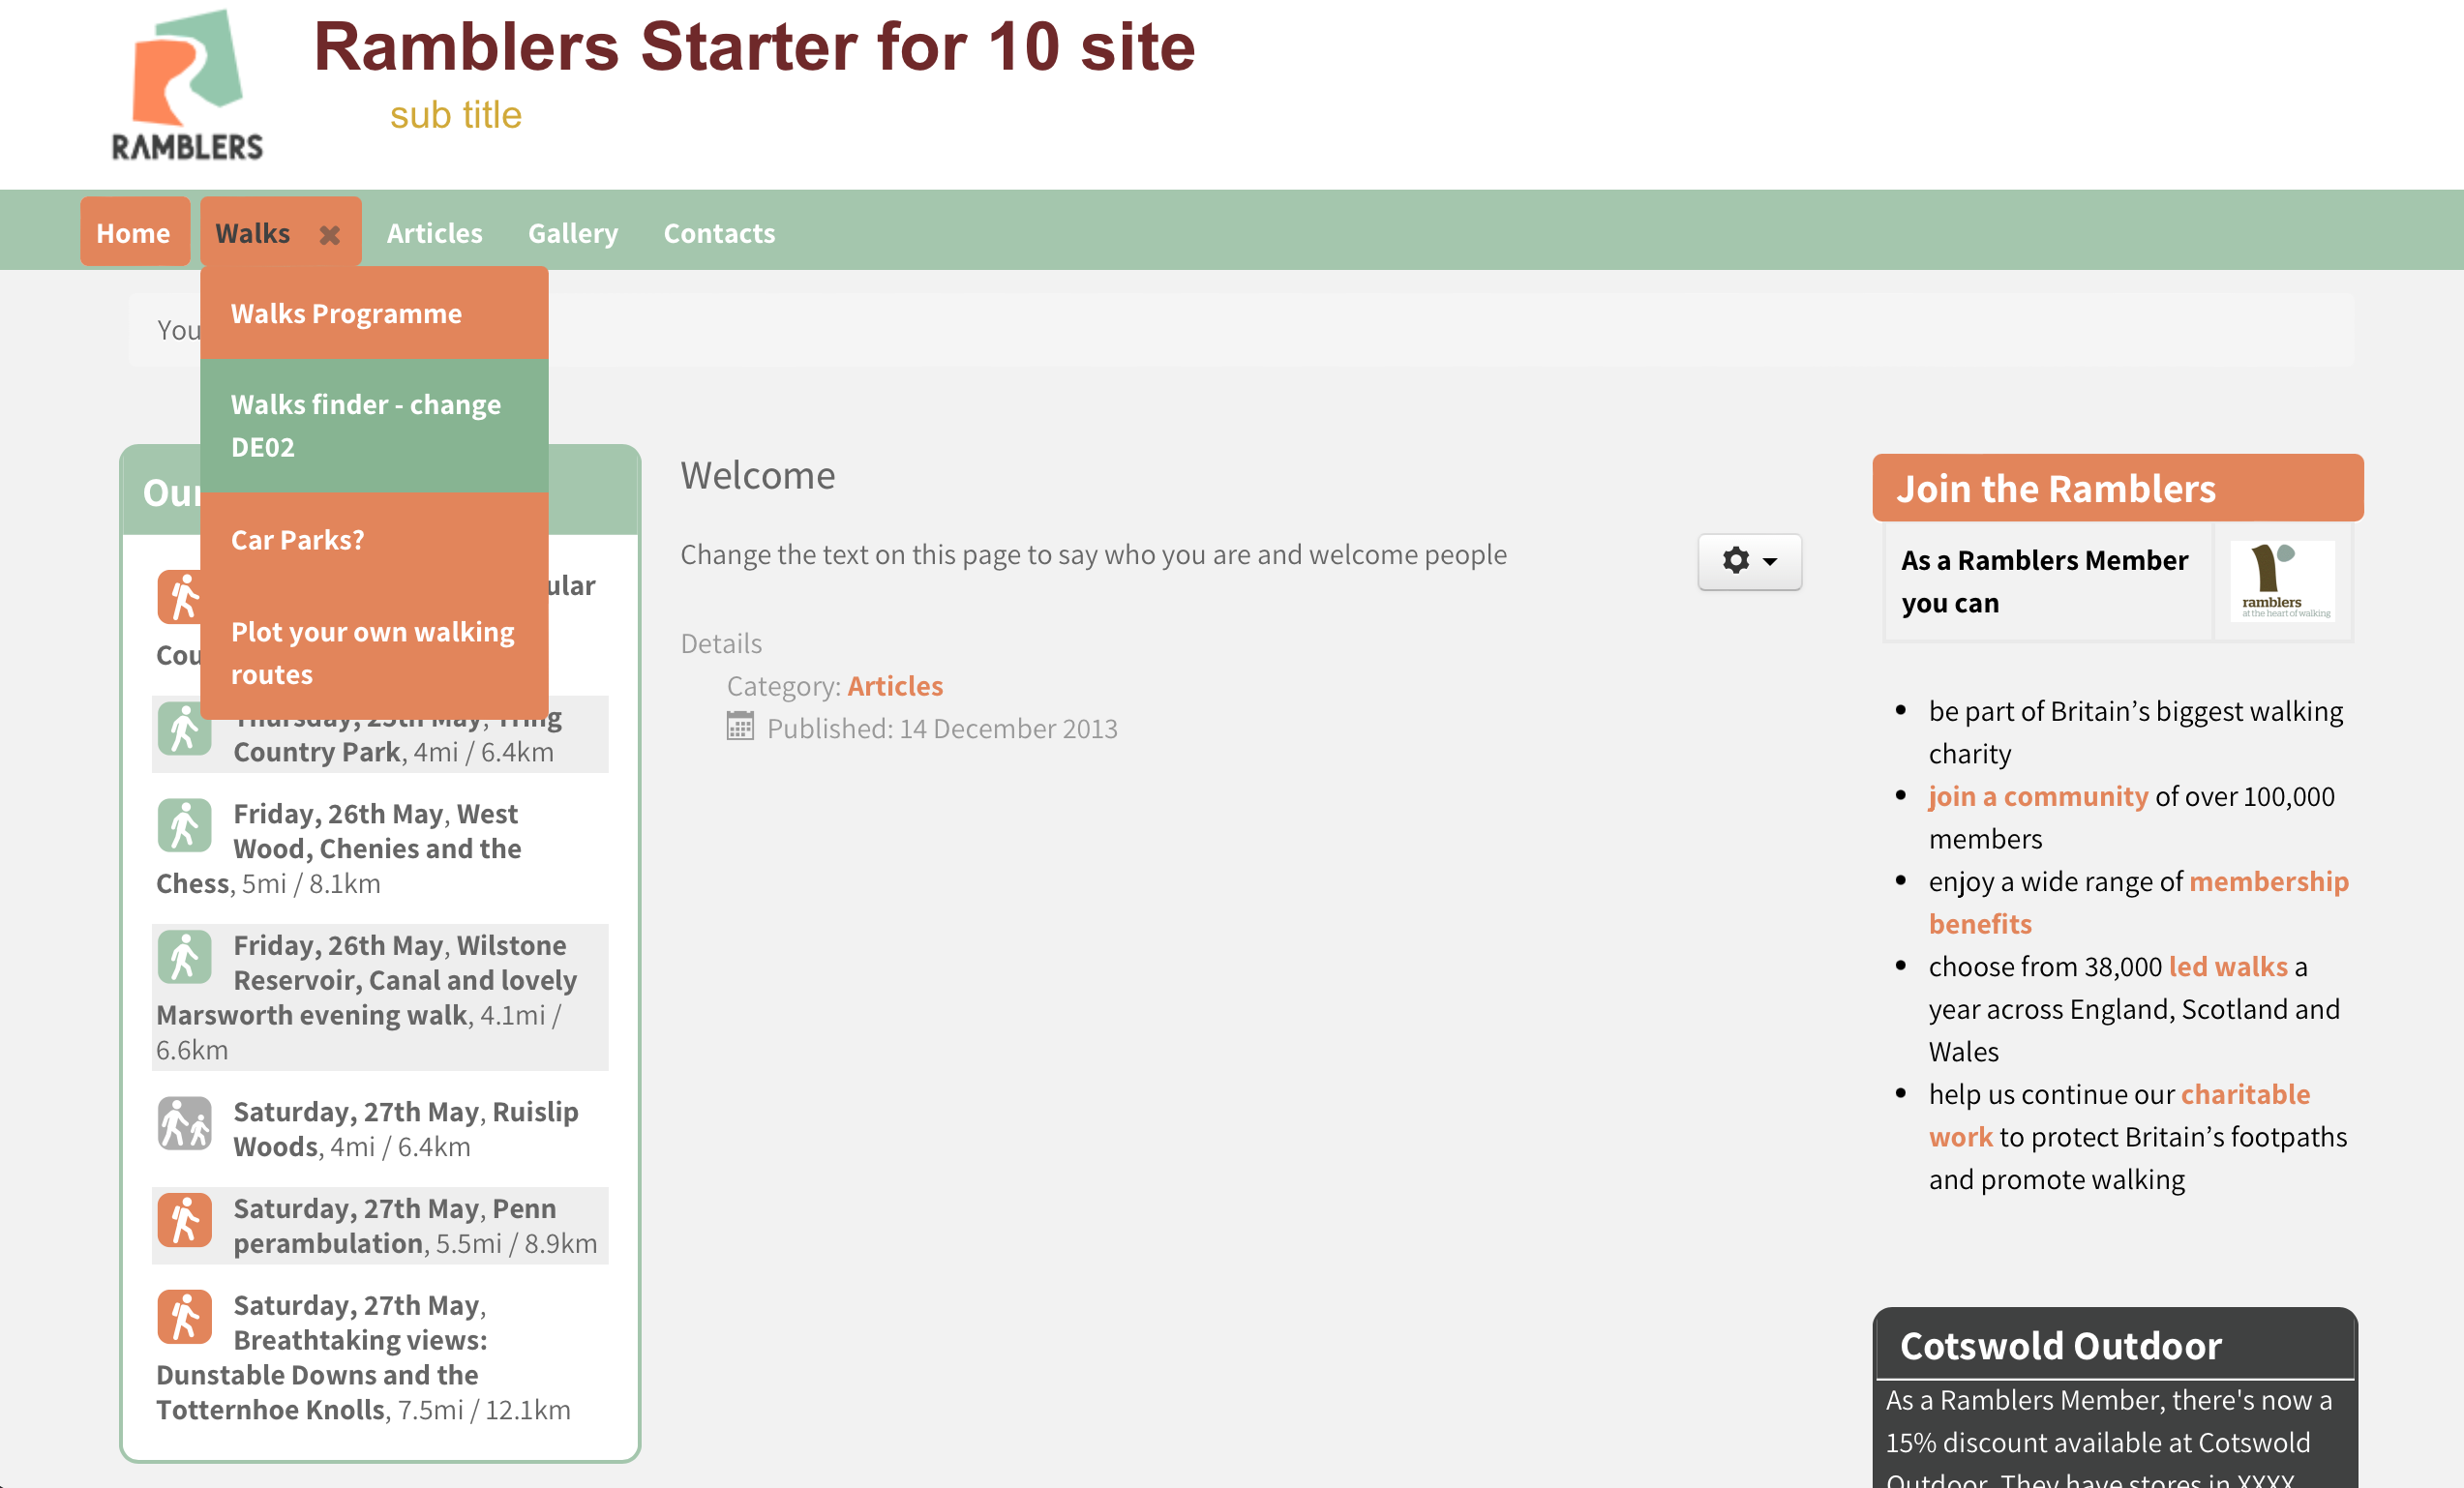 RAMBLERS
Ramblers Starter for 10 site
sub title
Home
Walks
Articles
Gallery
Contacts
Walks Programme
Walks finder - change
DE02
Car Parks?
Plot your own walking
routes
You
Our
ular
Cou
Thursday, 25th May, Tring
Country Park, 4mi / 6.4km
Friday, 26th May, West
Wood, Chenies and the
Chess, 5mi / 8.1km
Friday, 26th May, Wilstone
Reservoir, Canal and lovely
Marsworth evening walk, 4.1mi /
6.6km
Saturday, 27th May, Ruislip
Woods, 4mi / 6.4km
Saturday, 27th May, Penn
perambulation, 5.5mi / 8.9km
Saturday, 27th May,
Breathtaking views:
Dunstable Downs and the
Totternhoe Knolls, 7.5mi / 12.1km
Welcome
Change the text on this page to say who you are and welcome people
Details
Category: Articles
Published: 14 December 2013
Join the Ramblers
As a Ramblers Member
you can
ramblers
at the heart of walking
be part of Britain’s biggest walking
charity
join a community of over 100,000
members
enjoy a wide range of membership
benefits
choose from 38,000 led walks a
year across England, Scotland and
Wales
help us continue our charitable
work to protect Britain’s footpaths
and promote walking
Cotswold Outdoor
As a Ramblers Member, there's now a
15% discount available at Cotswold
Outdoor. They have stores in XXXX